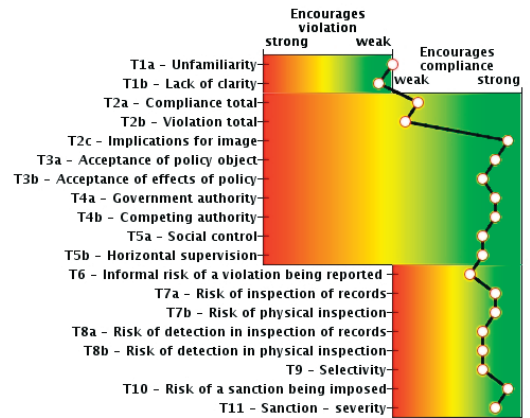 Encourages
violation
strong weak
Encourages
compliance
weak strong
T1a – Unfamiliarity
T1b – Lack of clarity
T2a – Compliance total
T2b – Violation total
T2c – Implications for image
T3a – Acceptance of policy object
T3b – Acceptance of effects of policy
T4a – Government authority
T4b – Competing authority
T5a – Social control
T5b – Horizontal supervision
T6 – Informal risk of a violation being reported
T7a – Risk of inspection of records
T7b – Risk of physical inspection
T8a – Risk of detection in inspection of records
T8b – Risk of detection in physical inspection
T9 – Selectivity
T10 – Risk of a sanction being imposed
T11 – Sanction – severity